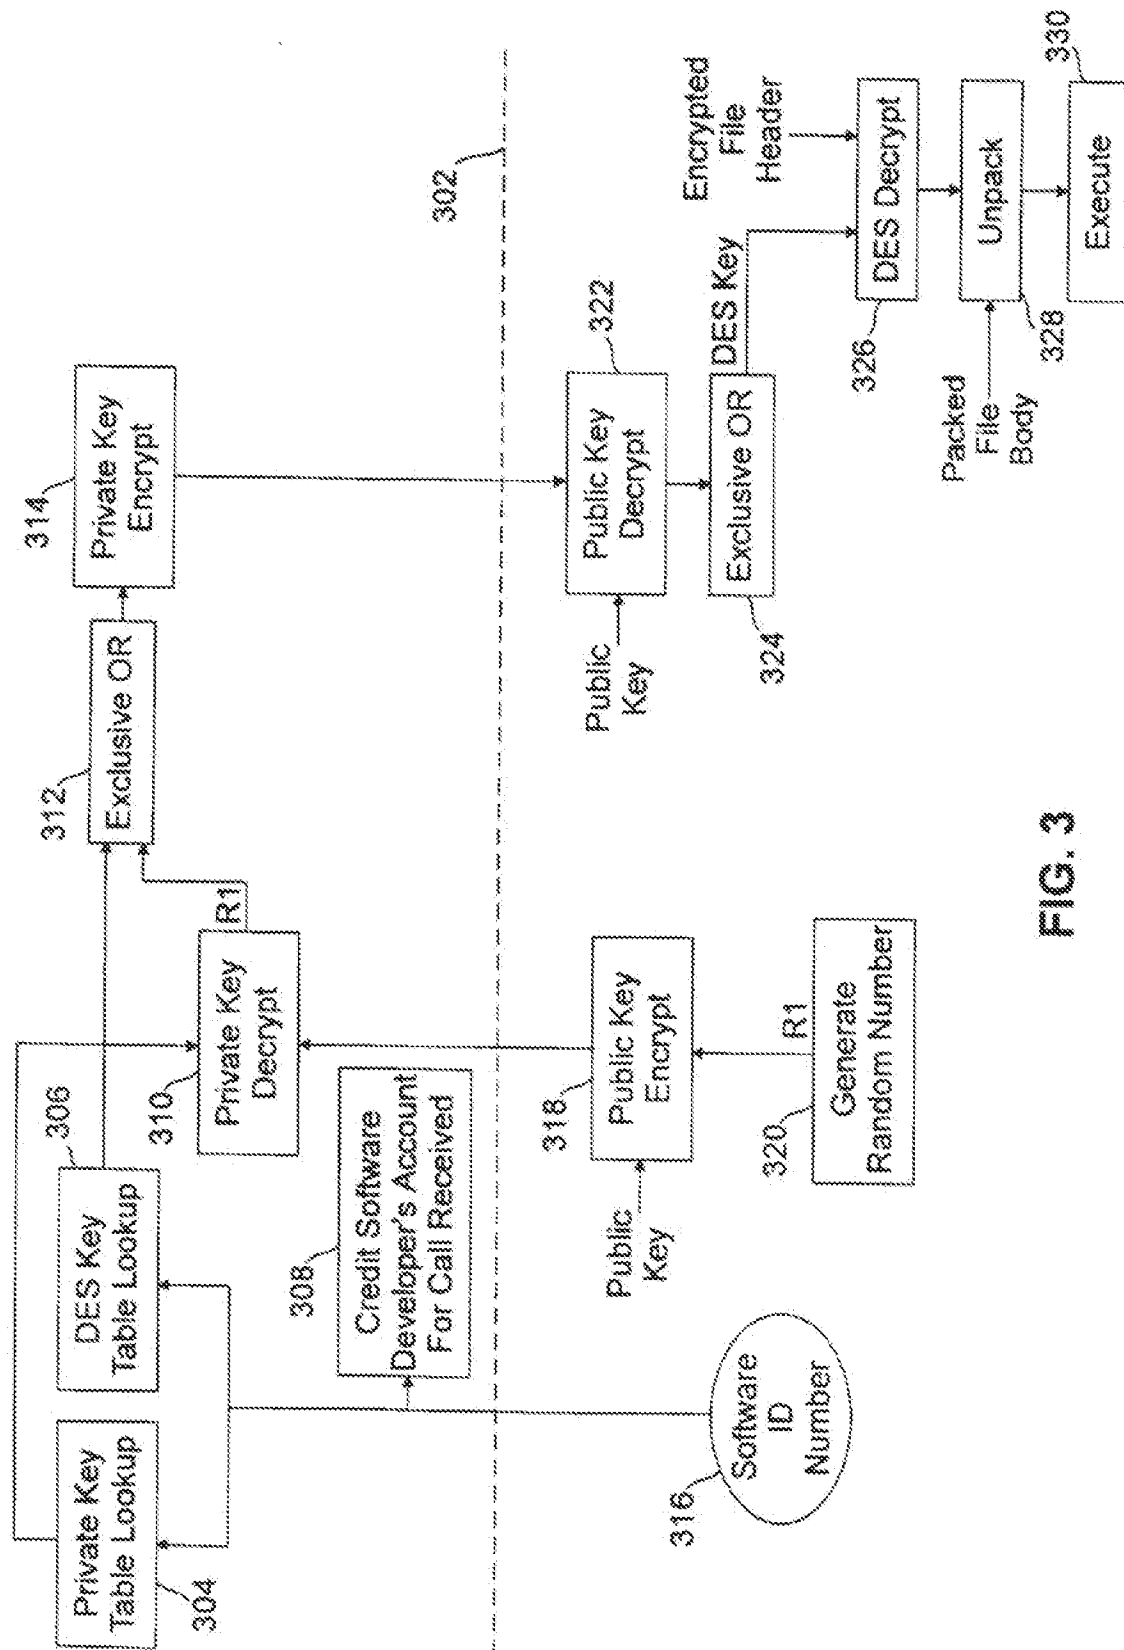 304
Private Key
Table Lookup
306
DES Key
Table Lookup
308
Credit Software
Developer's Account
For Call Received
310
Private Key
Decrypt
R1
312
Exclusive OR
314
Private Key
Encrypt
302
316
Software
ID
Number
Public
Key
318
Public Key
Encrypt
R1
320
Generate
Random Number
Public
Key
322
Public Key
Decrypt
324
Exclusive OR
DES Key
Encrypted
File
Header
326
DES Decrypt
Packed
File
Body
328
Unpack
330
Execute
FIG. 3